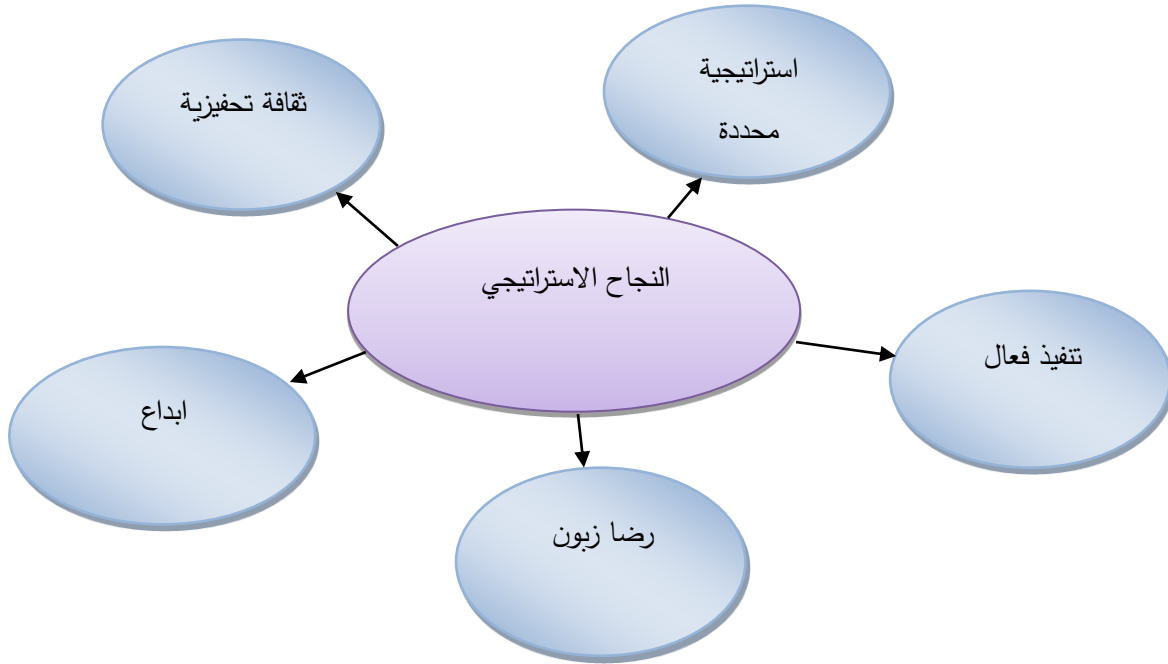 استراتيجية
محددة
ثقافة تحفيزية
النجاح الاستراتيجي
تنفيذ فعال
ابداع
رضا زبون